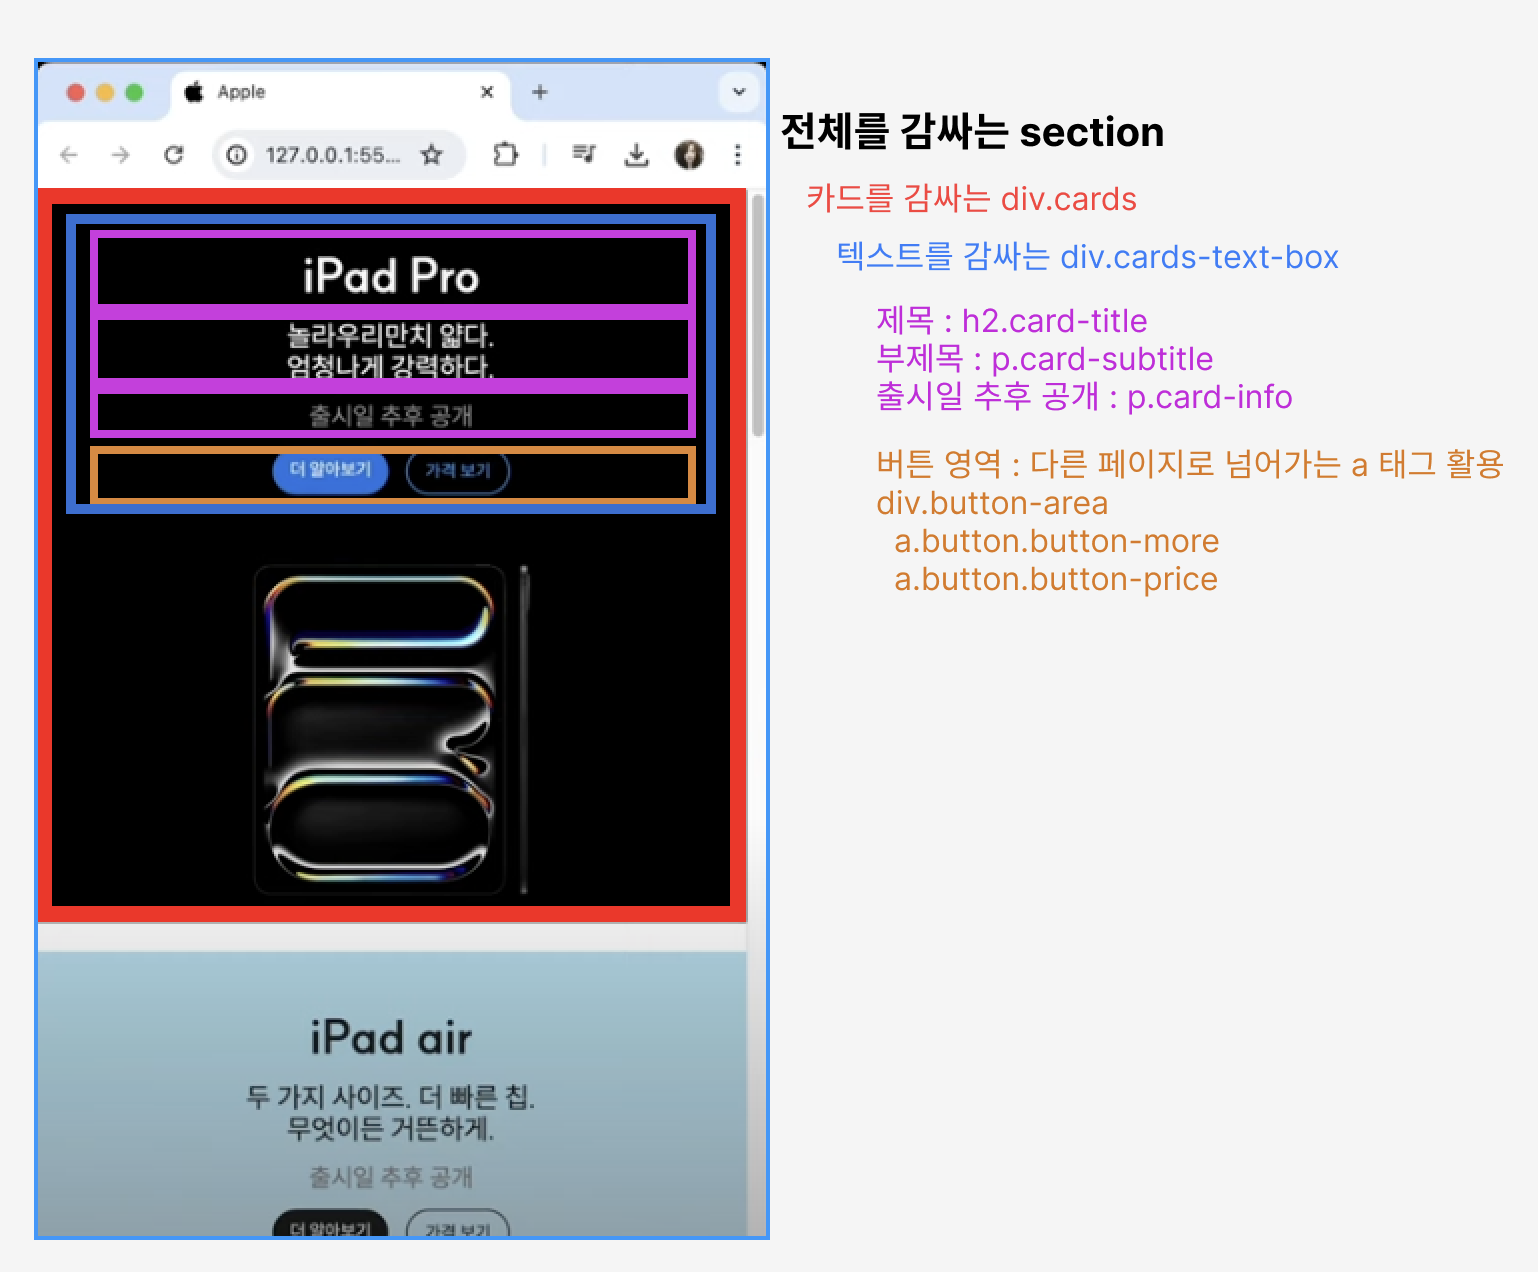 Apple
127.0.0.1:55...
전체를 감싸는 section
카드를 감싸는 div.cards
텍스트를 감싸는 div.cards-text-box
제목 : h2.card-title
부제목 : p.card-subtitle
출시일 추후 공개 : p.card-info
버튼 영역 : 다른 페이지로 넘어가는 a 태그 활용
div.button-area
a.button.button-more
a.button.button-price
iPad Pro
놀라우리만치 얇다.
엄청나게 강력하다.
출시일 추후 공개
더 알아보기 가격 보기
iPad air
두 가지 사이즈. 더 빠른 칩.
무엇이든 거뜬하게.
출시일 추후 공개
더 알아보기 가격 보기